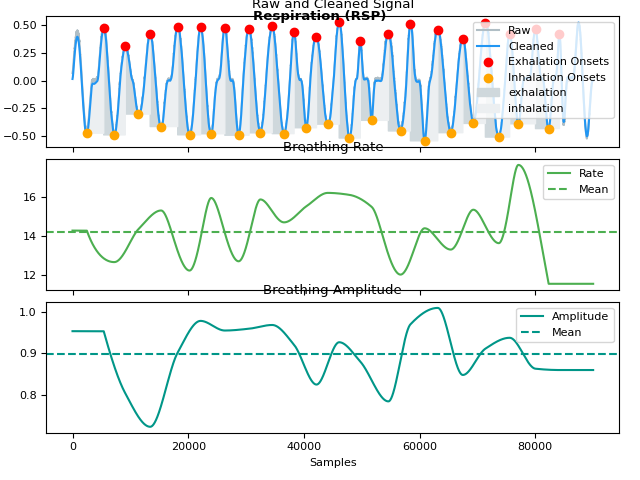 Raw and Cleaned Signal
Respiration (RSP)
0.50
0.25
0.00
−0.25
−0.50
Raw
Cleaned
Exhalation Onsets
Inhalation Onsets
exhalation
inhalation
Breathing Rate
16
14
12
Rate
Mean
Breathing Amplitude
1.0
0.9
0.8
Amplitude
Mean
0 20000 40000 60000 80000
Samples